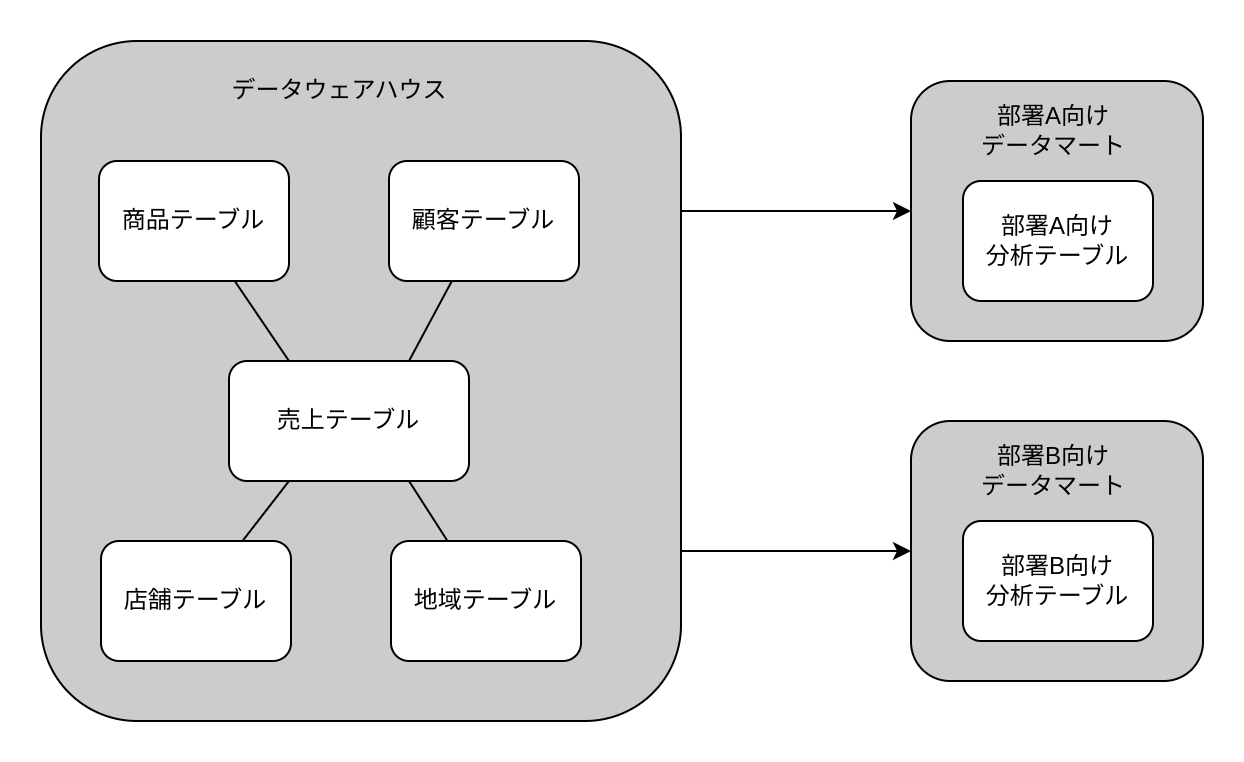 データウェアハウス
商品テーブル
顧客テーブル
売上テーブル
店舗テーブル
地域テーブル
部署A向け
データマート
部署A向け
分析テーブル
部署B向け
データマート
部署B向け
分析テーブル